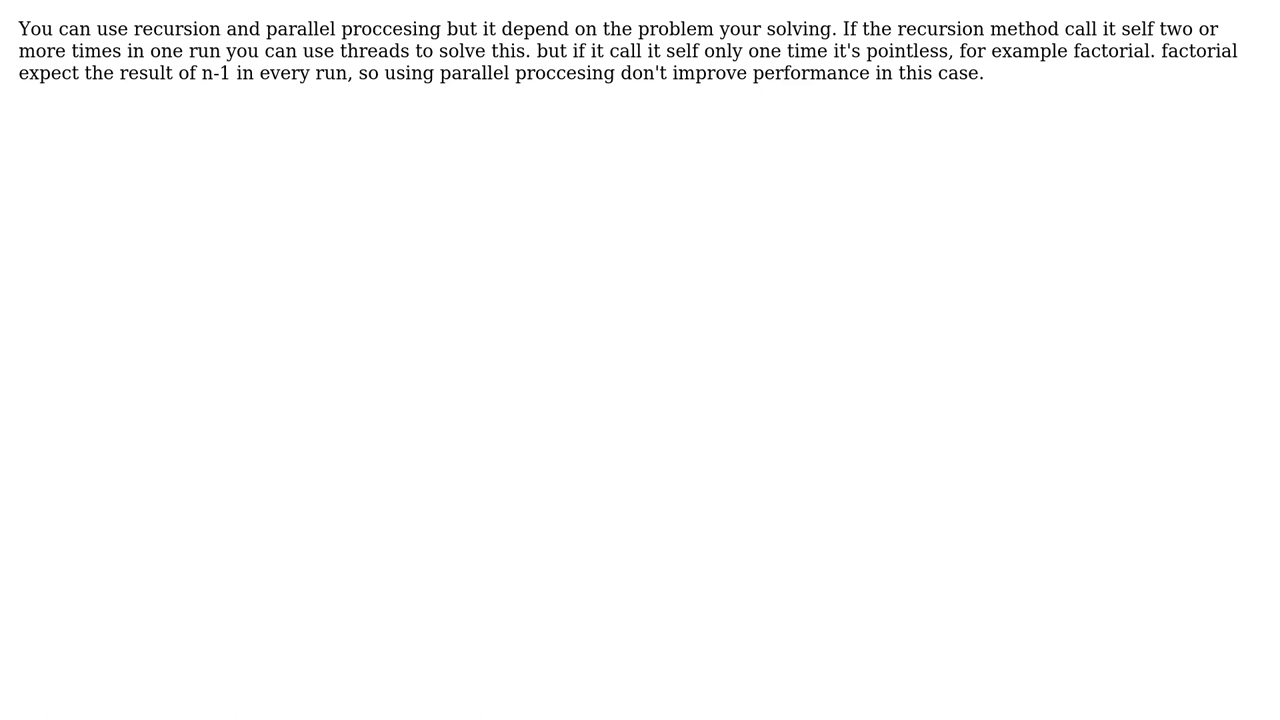 You can use recursion and parallel proccesing but it depend on the problem your solving. If the recursion method call it self two or
more times in one run you can use threads to solve this. but if it call it self only one time it's pointless, for example factorial. factorial
expect the result of n-1 in every run, so using parallel proccesing don't improve performance in this case.